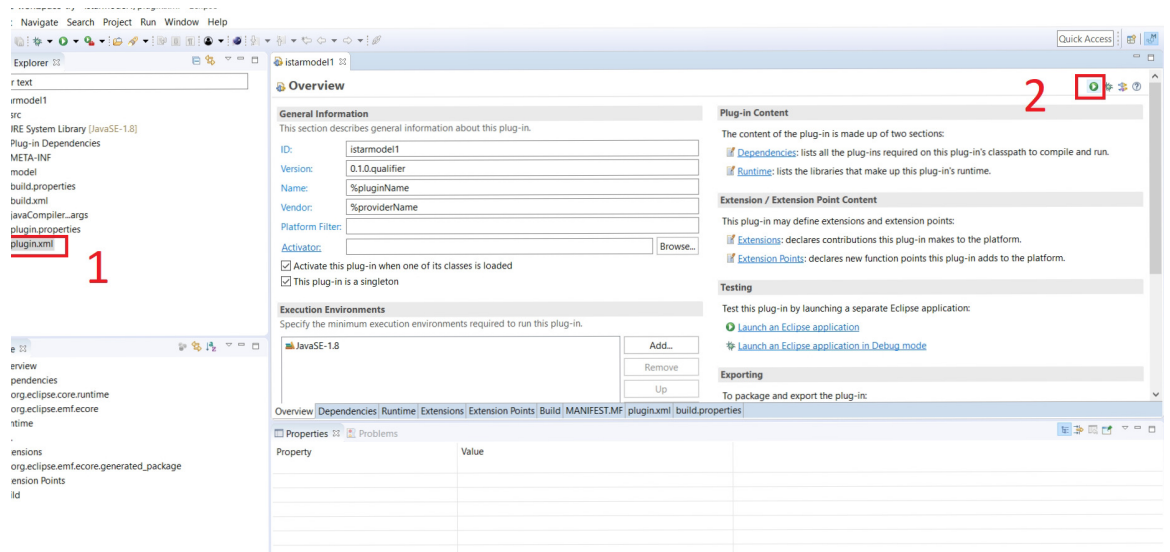 Navigate Search Project Run Window Help
Quick Access
Explorer
r text
rmodel1
src
JRE System Library [JavaSE-1.8]
Plug-in Dependencies
META-INF
model
build.properties
build.xml
javaCompiler...args
plugin.properties
plugin.xml
1
e
erview
pendencies
org.eclipse.core.runtime
org.eclipse.emf.ecore
ntime
ensions
org.eclipse.emf.ecore.generated_package
ension Points
ild
istarmodel1
Overview
2
General Information
This section describes general information about this plug-in.
ID: istarmodel1
Version: 0.1.0.qualifier
Name: %pluginName
Vendor: %providerName
Platform Filter:
Activator: Browse...
Activate this plug-in when one of its classes is loaded
This plug-in is a singleton
Execution Environments
Specify the minimum execution environments required to run this plug-in.
JavaSE-1.8
Add...
Remove
Up
Plug-in Content
The content of the plug-in is made up of two sections:
Dependencies: lists all the plug-ins required on this plug-in's classpath to compile and run.
Runtime: lists the libraries that make up this plug-in's runtime.
Extension / Extension Point Content
This plug-in may define extensions and extension points:
Extensions: declares contributions this plug-in makes to the platform.
Extension Points: declares new function points this plug-in adds to the platform.
Testing
Test this plug-in by launching a separate Eclipse application:
Launch an Eclipse application
Launch an Eclipse application in Debug mode
Exporting
To package and export the plug-in:
Overview Dependencies Runtime Extensions Extension Points Build MANIFEST.MF plugin.xml build.properties
Properties Problems
Property Value